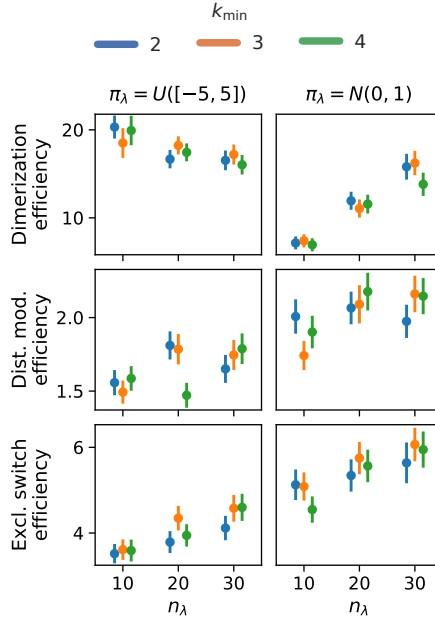 k_min
2 3 4
π_λ = U([−5, 5]) π_λ = N(0, 1)
Dimerization
efficiency
20
10
Dist. mod.
efficiency
2.0
1.5
Excl. switch
efficiency
6
4
10 20 30 10 20 30
n_λ n_λ